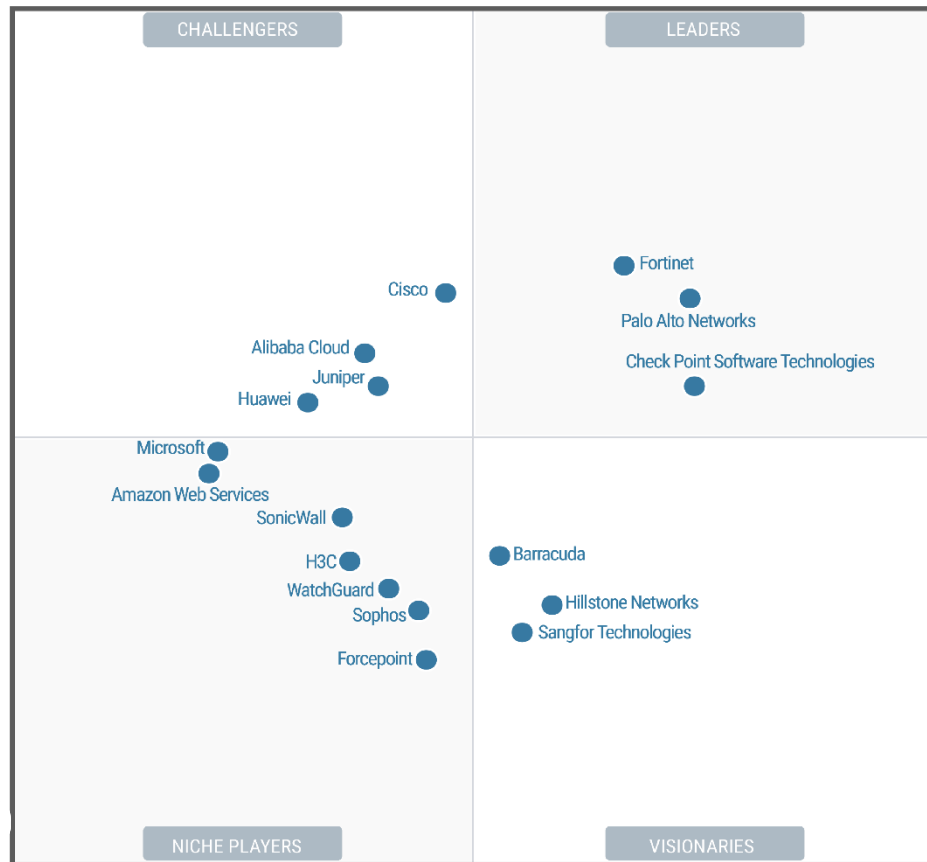 CHALLENGERS
LEADERS
Fortinet
Cisco
Palo Alto Networks
Alibaba Cloud
Check Point Software Technologies
Juniper
Huawei
Microsoft
Amazon Web Services
SonicWall
Barracuda
H3C
WatchGuard
Hillstone Networks
Sophos
Sangfor Technologies
Forcepoint
NICHE PLAYERS
VISIONARIES